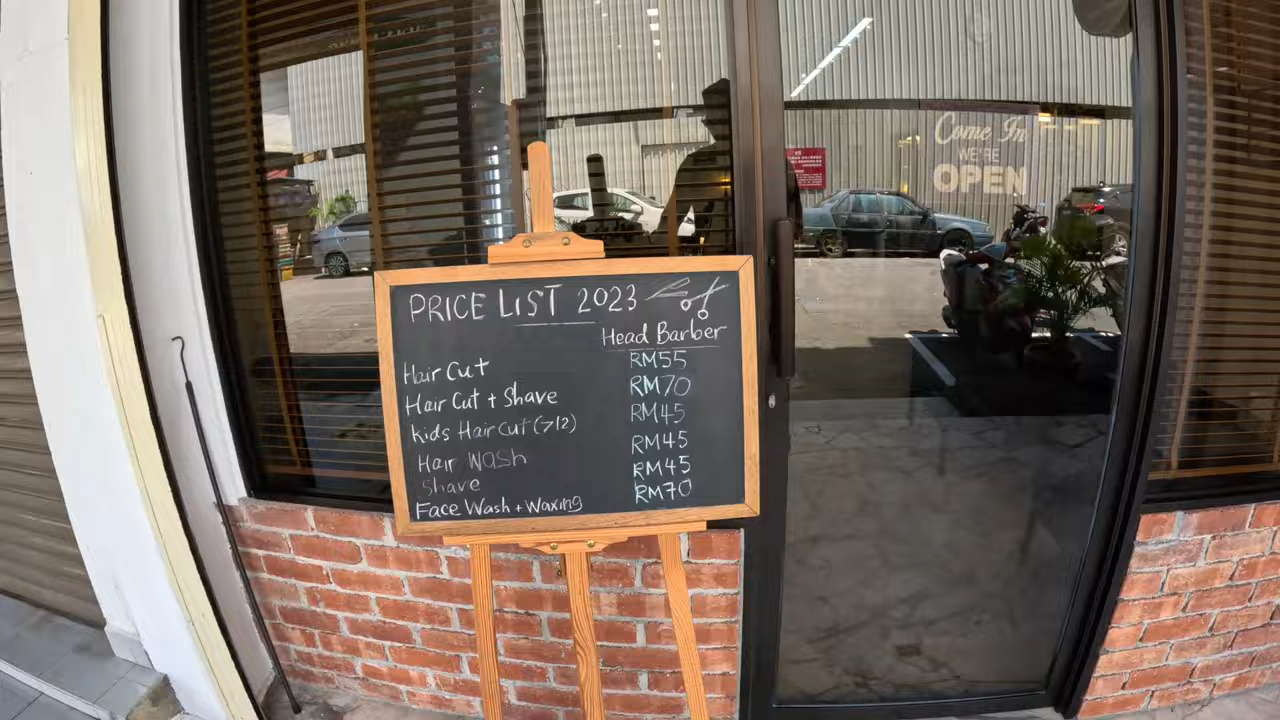 Come In
WE'RE
OPEN
PRICE LIST 2023
Head Barber
Hair Cut RM55
Hair Cut + Shave RM70
Kids Hair Cut (>12) RM45
Hair Wash RM45
Shave RM45
Face Wash + Waxing RM70